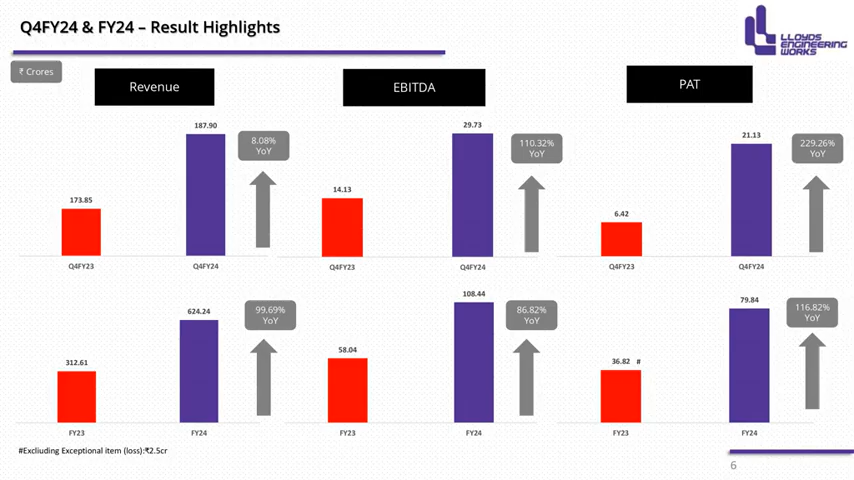 Q4FY24 & FY24 – Result Highlights
LLOYDS
ENGINEERING
WORKS
₹ Crores
Revenue
EBITDA
PAT
187.90
173.85
8.08%
YoY
Q4FY23
Q4FY24
29.73
14.13
110.32%
YoY
Q4FY23
Q4FY24
21.13
6.42
229.26%
YoY
Q4FY23
Q4FY24
624.24
312.61
99.69%
YoY
FY23
FY24
108.44
58.04
86.82%
YoY
FY23
FY24
79.84
36.82 #
116.82%
YoY
FY23
FY24
#Excliuding Exceptional item (loss):₹2.5cr
6